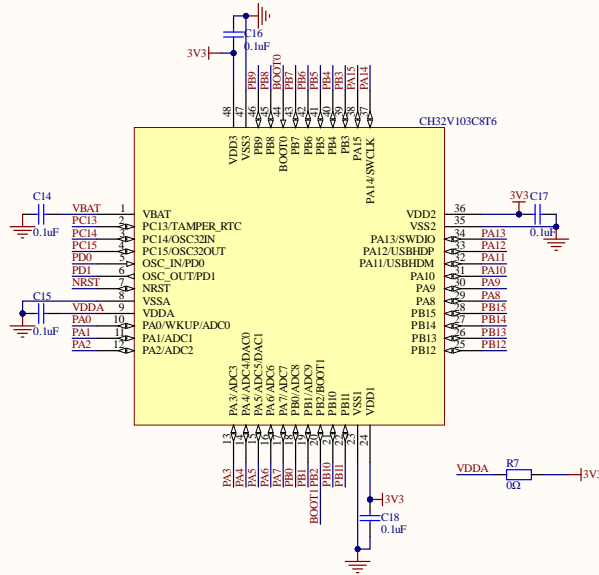 C16
0.1uF
3V3
PB9
PB8
BOOT0
PB7
PB6
PB5
PB4
PB3
PA15
PA14
48
47
46
45
44
43
42
41
40
39
38
37
CH32V103C8T6
VDD3
VSS3
PB9
PB8
BOOT0
PB7
PB6
PB5
PB4
PB3
PA15
PA14/SWCLK
C14
0.1uF
VBAT 1 VBAT
PC13 2 PC13/TAMPER_RTC
PC14 3 PC14/OSC32IN
PC15 4 PC15/OSC32OUT
PD0 5 OSC_IN/PD0
PD1 6 OSC_OUT/PD1
NRST 7 NRST
8 VSSA
C15
0.1uF
VDDA 9 VDDA
PA0 10 PA0/WKUP/ADC0
PA1 11 PA1/ADC1
PA2 12 PA2/ADC2
3V3
C17
0.1uF
VDD2 36
VSS2 35
PA13/SWDIO 34 PA13
PA12/USBHDP 33 PA12
PA11/USBHDM 32 PA11
PA10 31 PA10
PA9 30 PA9
PA8 29 PA8
PB15 28 PB15
PB14 27 PB14
PB13 26 PB13
PB12 25 PB12
PA3/ADC3
PA4/ADC4/DAC0
PA5/ADC5/DAC1
PA6/ADC6
PA7/ADC7
PB0/ADC8
PB1/ADC9
PB2/BOOT1
PB10
PB11
VSS1
VDD1
13
14
15
16
17
18
19
20
21
22
23
24
PA3
PA4
PA5
PA6
PA7
PB0
PB1
BOOT1 PB2
PB10
PB11
3V3
C18
0.1uF
VDDA
R7
0Ω
3V3